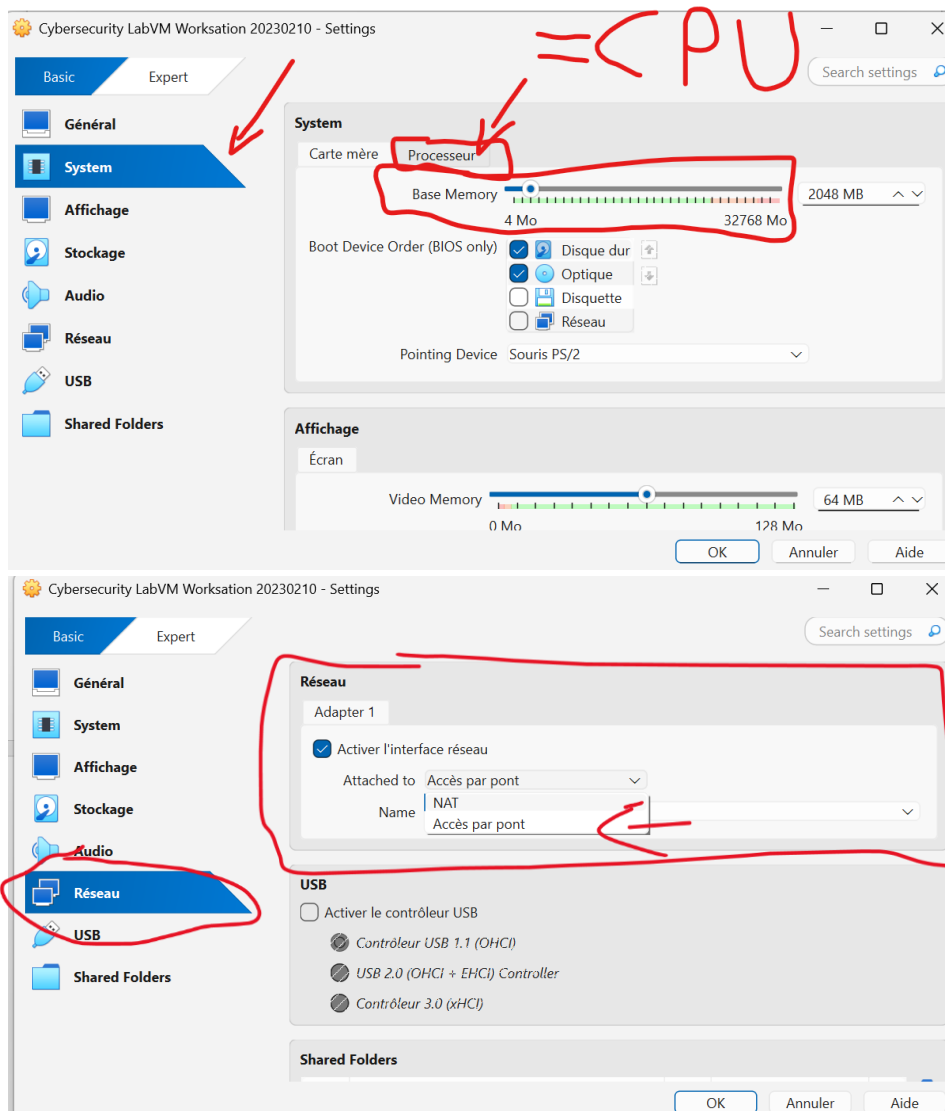 Cybersecurity LabVM Worksation 20230210 - Settings
= CPU
Basic
Expert
Search settings
Général
System
Affichage
Stockage
Audio
Réseau
USB
Shared Folders
System
Carte mère
Processeur
Base Memory
2048 MB
4 Mo
32768 Mo
Boot Device Order (BIOS only)
Disque dur
Optique
Disquette
Réseau
Pointing Device
Souris PS/2
Affichage
Écran
Video Memory
64 MB
0 Mo
128 Mo
OK
Annuler
Aide
Cybersecurity LabVM Worksation 20230210 - Settings
Basic
Expert
Search settings
Général
System
Affichage
Stockage
Audio
Réseau
USB
Shared Folders
Réseau
Adapter 1
Activer l'interface réseau
Attached to
Accès par pont
NAT
Name
Accès par pont
USB
Activer le contrôleur USB
Contrôleur USB 1.1 (OHCI)
USB 2.0 (OHCI + EHCI) Controller
Contrôleur 3.0 (xHCI)
Shared Folders
OK
Annuler
Aide